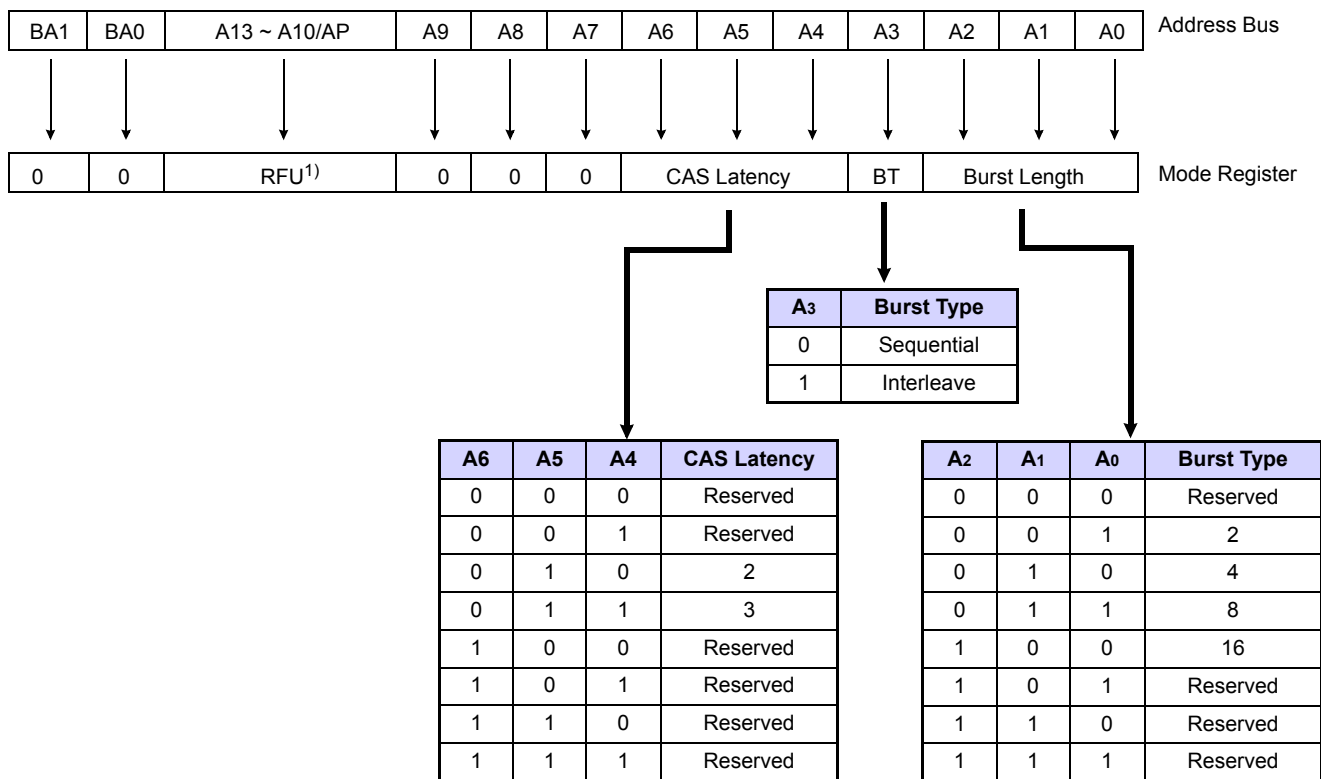 BA1 BA0 A13 ~ A10/AP A9 A8 A7 A6 A5 A4 A3 A2 A1 A0 Address Bus
0 0 RFU1) 0 0 0 CAS Latency BT Burst Length Mode Register
A3 Burst Type
0 Sequential
1 Interleave
A6 A5 A4 CAS Latency
0 0 0 Reserved
0 0 1 Reserved
0 1 0 2
0 1 1 3
1 0 0 Reserved
1 0 1 Reserved
1 1 0 Reserved
1 1 1 Reserved
A2 A1 A0 Burst Type
0 0 0 Reserved
0 0 1 2
0 1 0 4
0 1 1 8
1 0 0 16
1 0 1 Reserved
1 1 0 Reserved
1 1 1 Reserved